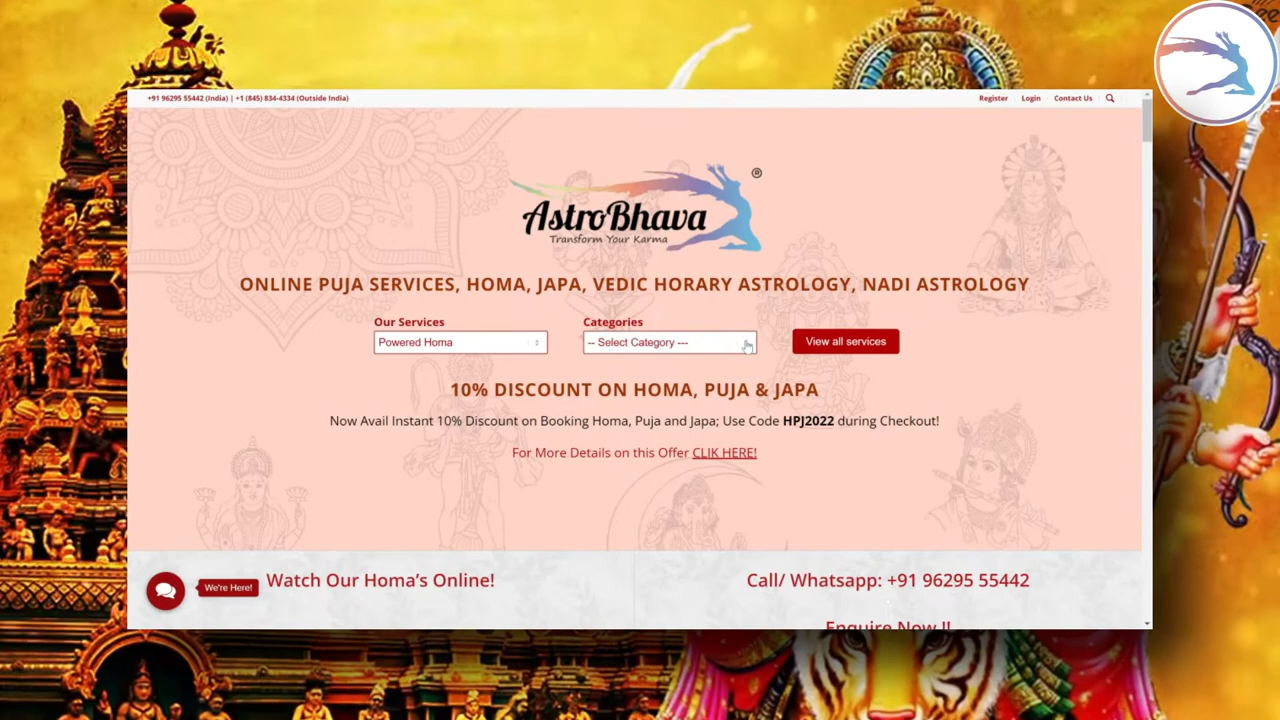 +91 96295 55442 (India) | +1 (845) 834-4334 (Outside India)
Register Login Contact Us
AstroBhava ®
Transform Your Karma
ONLINE PUJA SERVICES, HOMA, JAPA, VEDIC HORARY ASTROLOGY, NADI ASTROLOGY
Our Services Categories
Powered Homa -- Select Category --- View all services
10% DISCOUNT ON HOMA, PUJA & JAPA
Now Avail Instant 10% Discount on Booking Homa, Puja and Japa; Use Code HPJ2022 during Checkout!
For More Details on this Offer CLIK HERE!
We're Here! Watch Our Homa's Online! Call/ Whatsapp: +91 96295 55442
Enquire Now !!